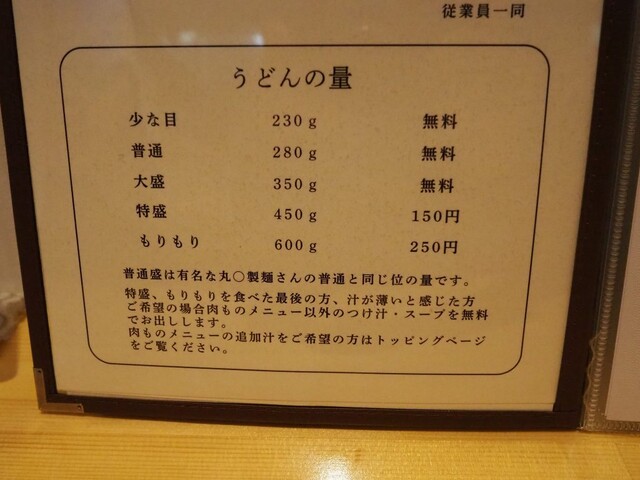 従業員一同
うどんの量
少な目 230g 無料
普通 280g 無料
大盛 350g 無料
特盛 450g 150円
もりもり 600g 250円
普通盛は有名な丸〇製麺さんの普通と同じ位の量です。
特盛、もりもりを食べた最後の方、汁が薄いと感じた方
ご希望の場合肉ものメニュー以外のつけ汁・スープを無料
でお出しします。
肉ものメニューの追加汁をご希望の方はトッピングページ
をご覧ください。